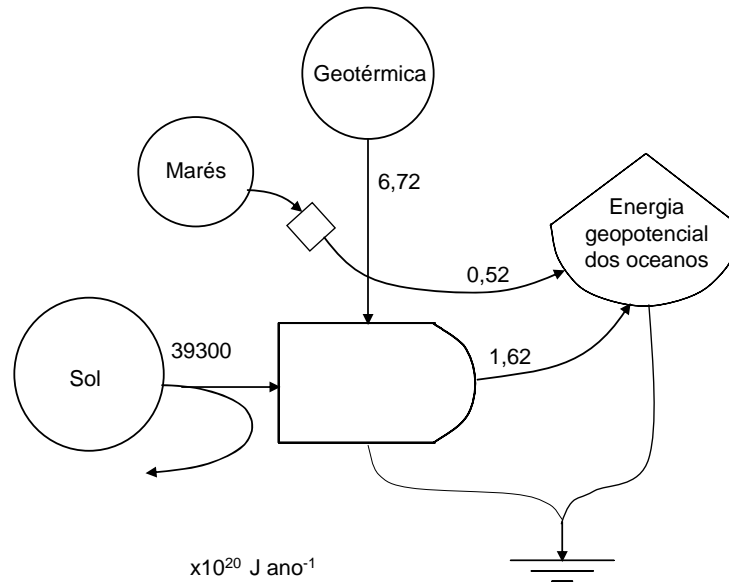 Geotérmica
Marés
6,72
Energia
geopotencial
dos oceanos
0,52
39300
1,62
Sol
x10²⁰ J ano⁻¹